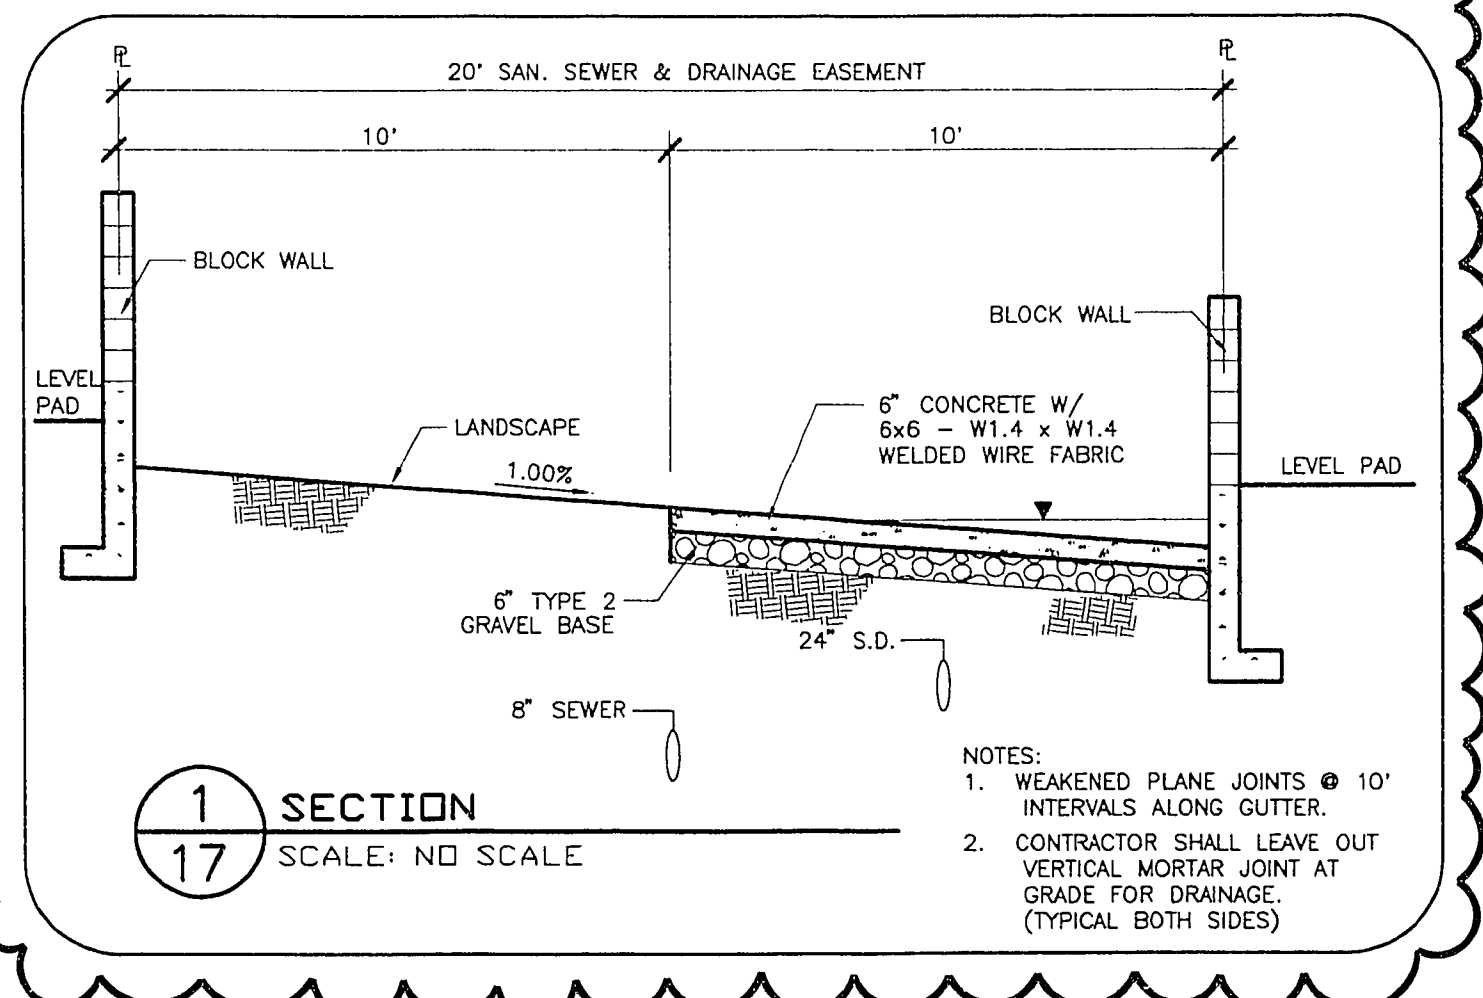 PL
PL
20' SAN. SEWER & DRAINAGE EASEMENT
10'
10'
BLOCK WALL
BLOCK WALL
LEVEL
PAD
6" CONCRETE W/
6x6 - W1.4 x W1.4
WELDED WIRE FABRIC
LANDSCAPE
1.00%
LEVEL PAD
6" TYPE 2
GRAVEL BASE
24" S.D.
8" SEWER
1
17
SECTION
SCALE: NO SCALE
NOTES:
1. WEAKENED PLANE JOINTS @ 10'
INTERVALS ALONG GUTTER.
2. CONTRACTOR SHALL LEAVE OUT
VERTICAL MORTAR JOINT AT
GRADE FOR DRAINAGE.
(TYPICAL BOTH SIDES)